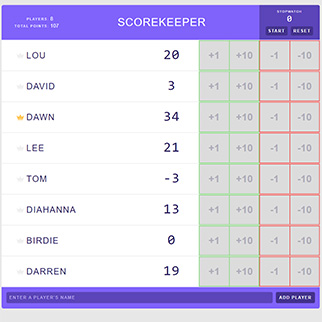 PLAYERS: 8
TOTAL POINTS: 107
SCOREKEEPER
STOPWATCH
0
START RESET
LOU 20 +1 +10 -1 -10
DAVID 3 +1 +10 -1 -10
DAWN 34 +1 +10 -1 -10
LEE 21 +1 +10 -1 -10
TOM -3 +1 +10 -1 -10
DIAHANNA 13 +1 +10 -1 -10
BIRDIE 0 +1 +10 -1 -10
DARREN 19 +1 +10 -1 -10
ENTER A PLAYER'S NAME ADD PLAYER